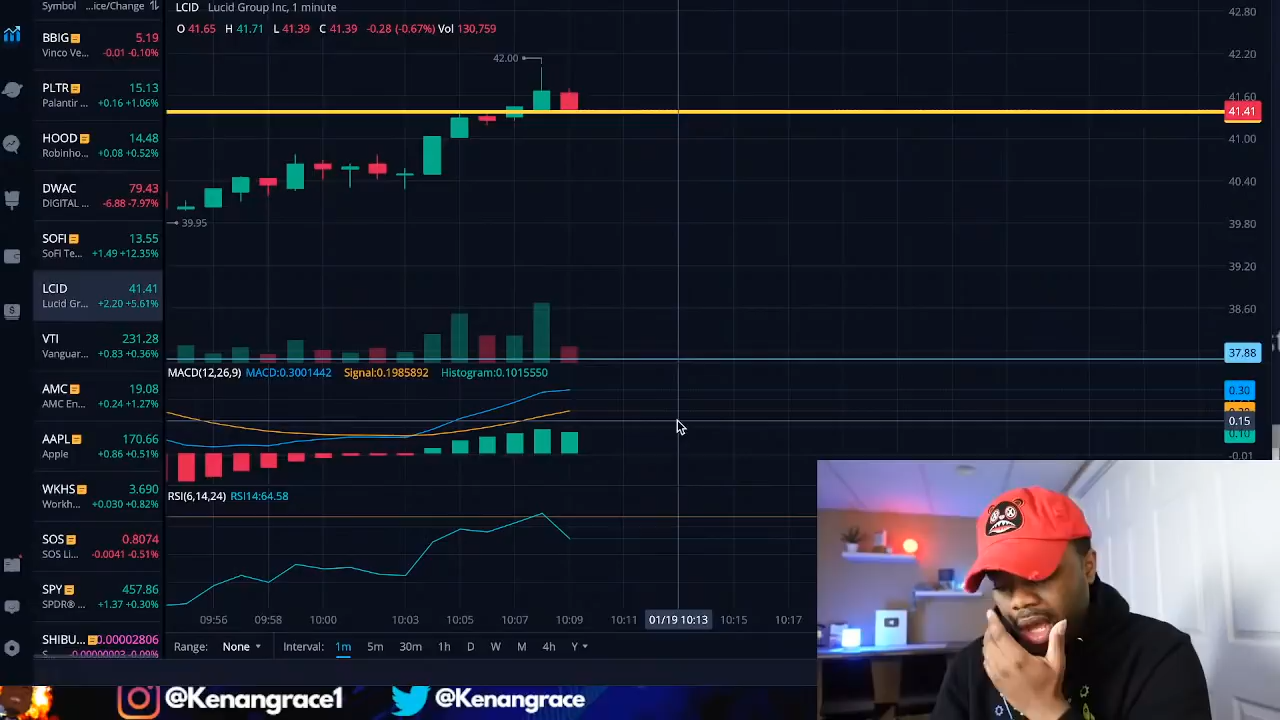 Symbol ...ice/Change
BBIG 5.19
Vinco Ve... -0.01 -0.10%
PLTR 15.13
Palantir ... +0.16 +1.06%
HOOD 14.48
Robinho... +0.08 +0.52%
DWAC 79.43
DIGITAL ... -6.88 -7.97%
SOFI 13.55
SoFi Te... +1.49 +12.35%
LCID 41.41
Lucid Gr... +2.20 +5.61%
VTI 231.28
Vanguar... +0.83 +0.36%
AMC 19.08
AMC En... +0.24 +1.27%
AAPL 170.66
Apple +0.86 +0.51%
WKHS 3.690
Workh... +0.030 +0.82%
SOS 0.8074
SOS Li... -0.0041 -0.51%
SPY 457.86
SPDR® ... +1.37 +0.30%
SHIBU... 0.00002806
-0.00000003 -0.09%
LCID Lucid Group Inc, 1 minute
O 41.65 H 41.71 L 41.39 C 41.39 -0.28 (-0.67%) Vol 130,759
42.00
39.95
42.80
42.20
41.60
41.41
41.00
40.40
39.80
39.20
38.60
37.88
MACD(12,26,9) MACD:0.3001442 Signal:0.1985892 Histogram:0.1015550
0.30
0.15
0.10
-0.01
RSI(6,14,24) RSI14:64.58
09:56 09:58 10:00 10:03 10:05 10:07 10:09 10:11 01/19 10:13 10:15 10:17
Range: None Interval: 1m 5m 30m 1h D W M 4h Y
@Kenangrace1 @Kenangrace